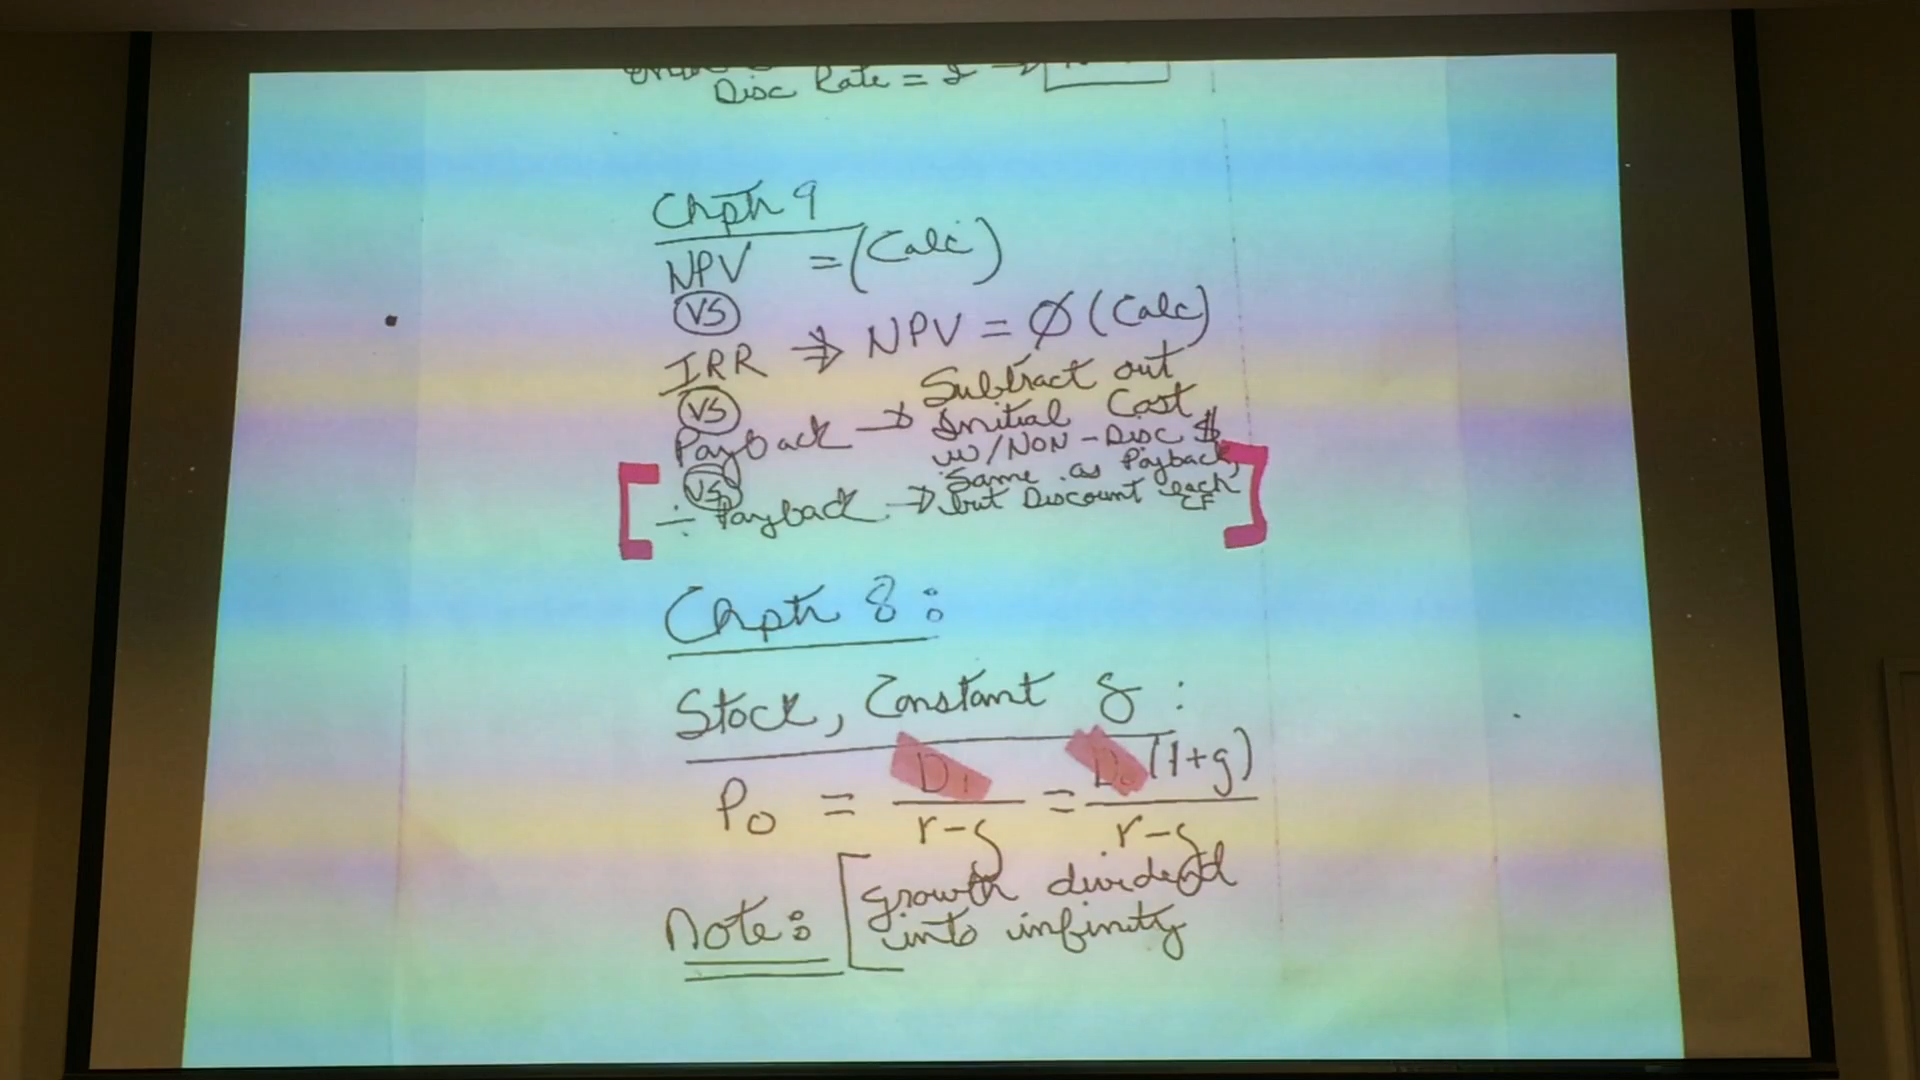 Disc Rate = I →
Chptr 9
NPV = (Calc)
VS
IRR ⇒ NPV = Ø (Calc)
VS
Payback → Subtract out
Initial Cost
w/NON-Disc $
VS
÷ Payback → Same as Payback,
but Discount each
CF
Chptr 8:
Stock, Constant g:
P₀ = D₁ / r-g = D₀(1+g) / r-g
Note: [growth dividend
into infinity